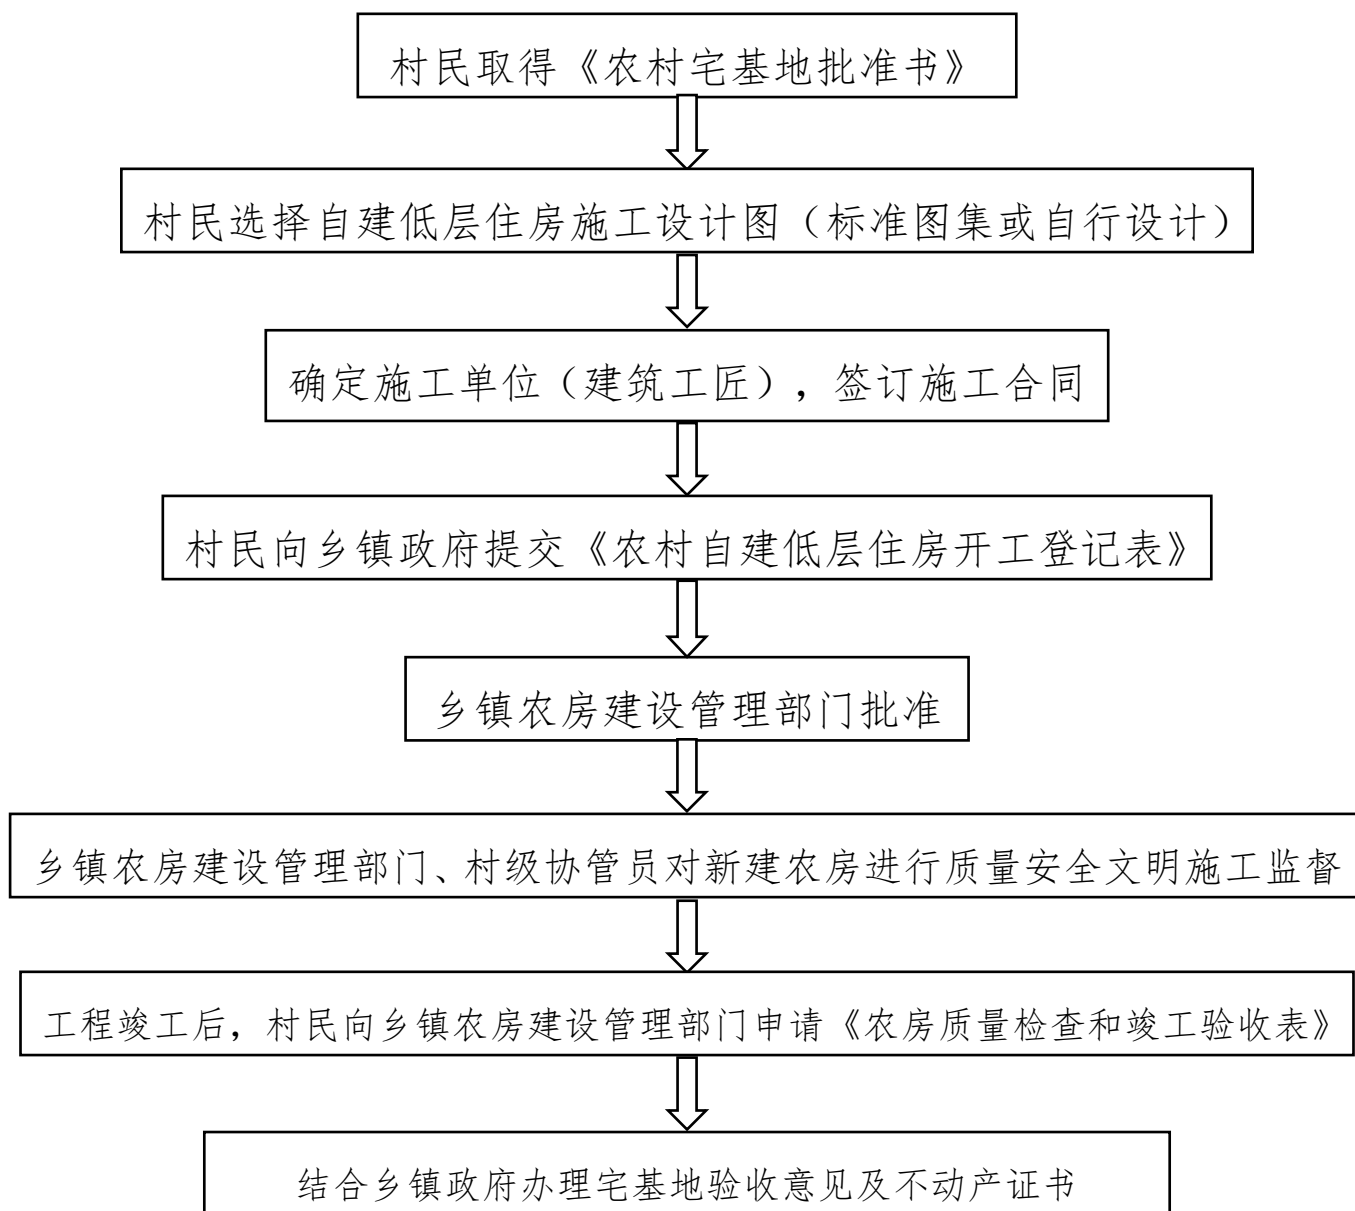 村民取得《农村宅基地批准书》
村民选择自建低层住房施工设计图（标准图集或自行设计）
确定施工单位（建筑工匠），签订施工合同
村民向乡镇政府提交《农村自建低层住房开工登记表》
乡镇农房建设管理部门批准
乡镇农房建设管理部门、村级协管员对新建农房进行质量安全文明施工监督
工程竣工后，村民向乡镇农房建设管理部门申请《农房质量检查和竣工验收表》
结合乡镇政府办理宅基地验收意见及不动产证书